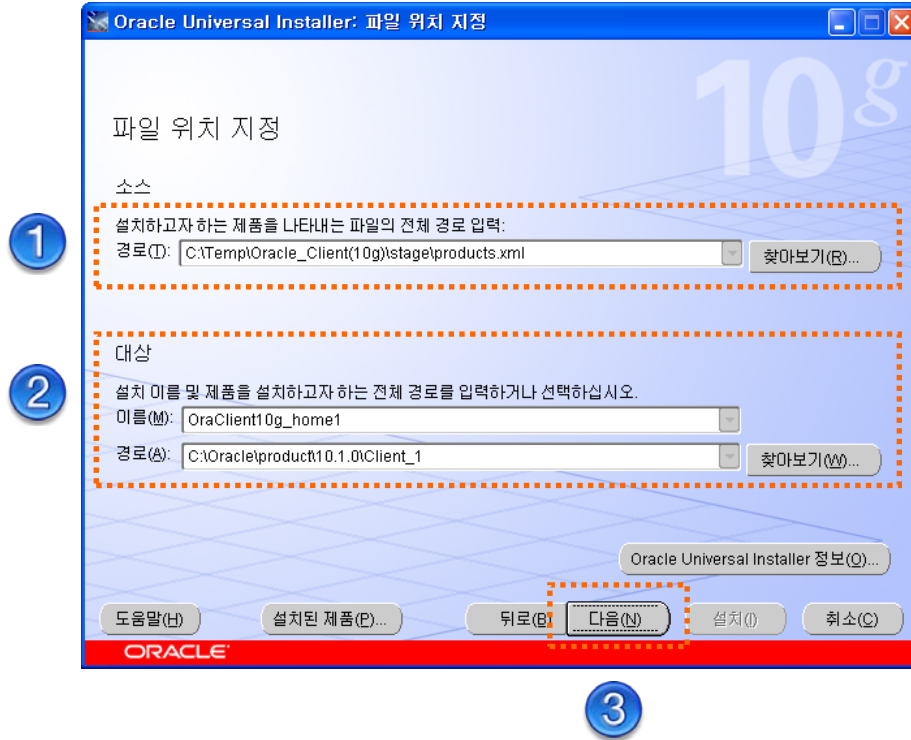 Oracle Universal Installer: 파일 위치 지정
10g
파일 위치 지정
소스
1
설치하고자 하는 제품을 나타내는 파일의 전체 경로 입력:
경로(T): C:\Temp\Oracle_Client(10g)\stage\products.xml 찾아보기(R)...
대상
2
설치 이름 및 제품을 설치하고자 하는 전체 경로를 입력하거나 선택하십시오.
이름(M): OraClient10g_home1
경로(A): C:\Oracle\product\10.1.0\Client_1 찾아보기(W)...
Oracle Universal Installer 정보(O)...
도움말(H) 설치된 제품(P)... 뒤로(B) 다음(N) 설치(I) 취소(C)
ORACLE
3